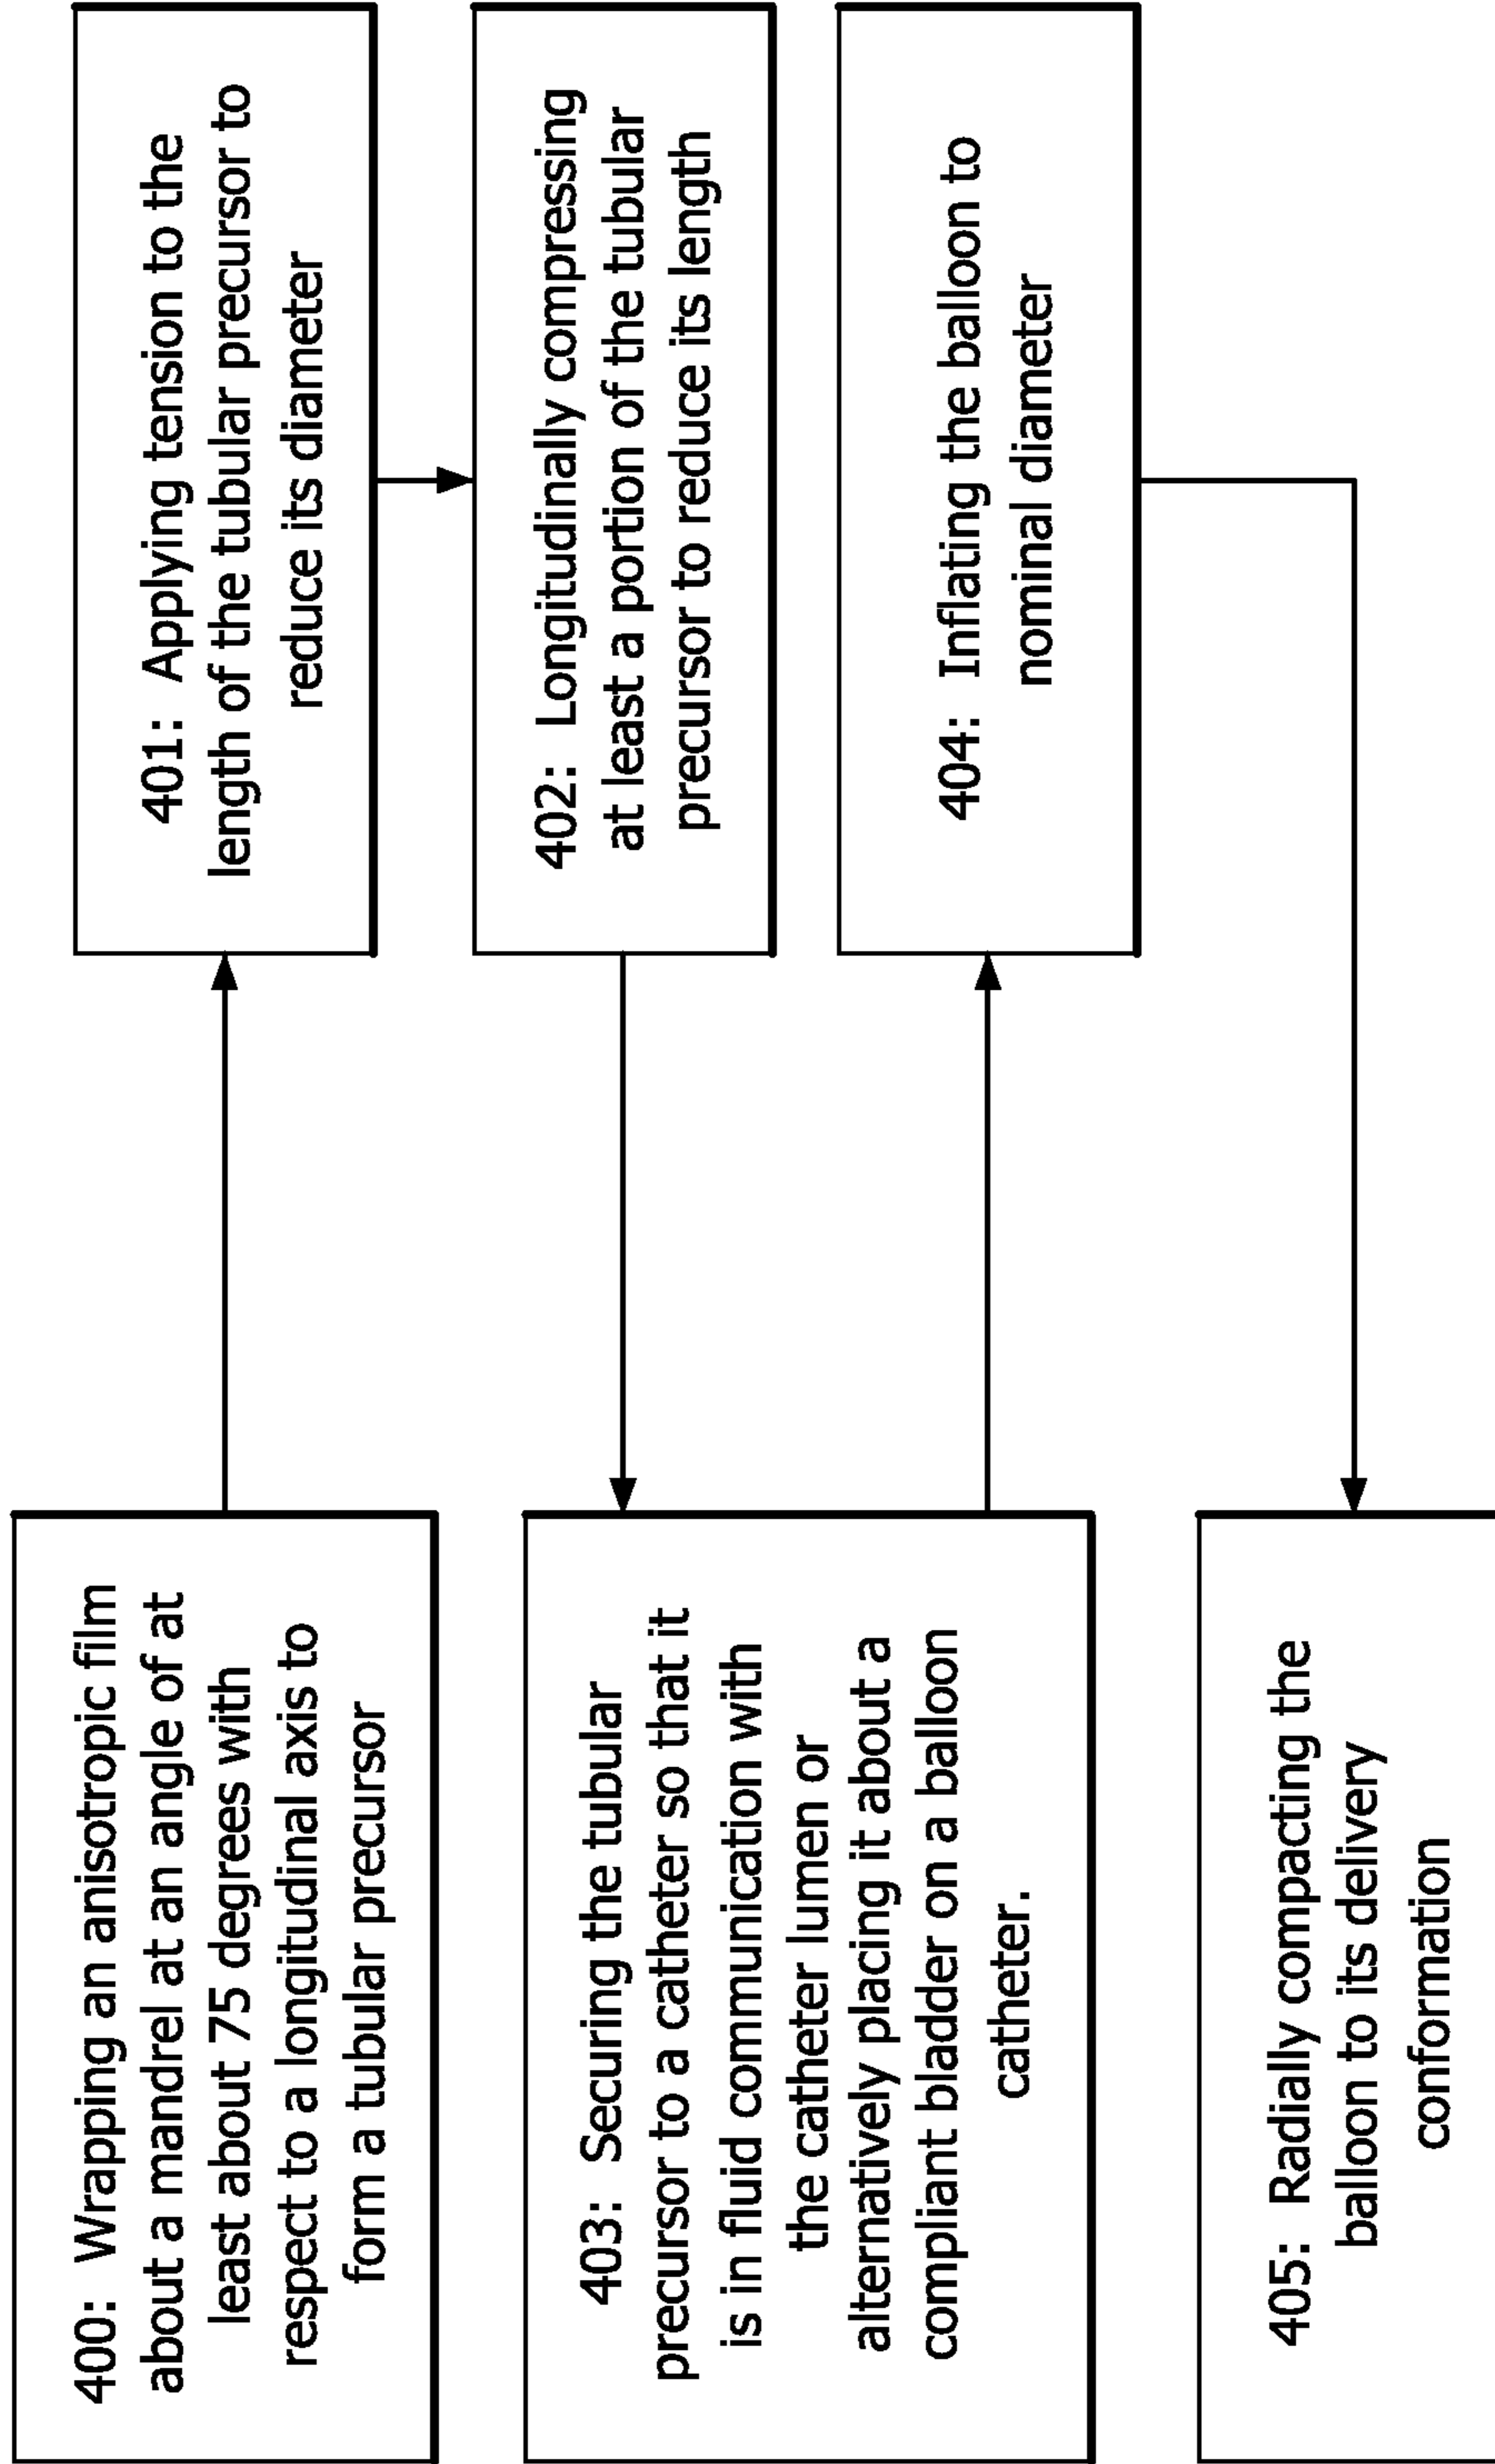 400: Wrapping an anisotropic film
about a mandrel at an angle of at
least about 75 degrees with
respect to a longitudinal axis to
form a tubular precursor
401: Applying tension to the
length of the tubular precursor to
reduce its diameter
402: Longitudinally compressing
at least a portion of the tubular
precursor to reduce its length
403: Securing the tubular
precursor to a catheter so that it
is in fluid communication with
the catheter lumen or
alternatively placing it about a
compliant bladder on a balloon
catheter.
404: Inflating the balloon to
nominal diameter
405: Radially compacting the
balloon to its delivery
conformation